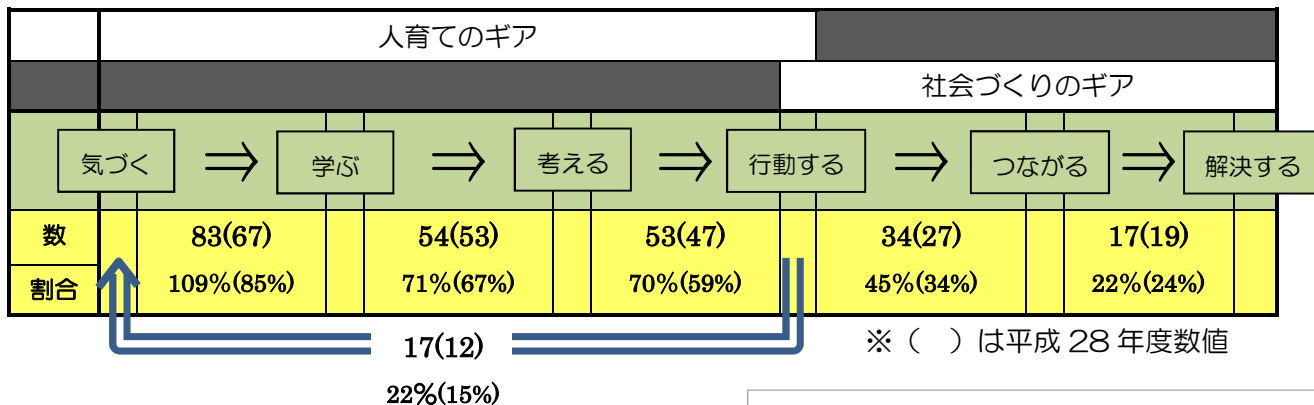 人育てのギア
社会づくりのギア
気づく ⇒ 学ぶ ⇒ 考える ⇒ 行動する ⇒ つながる ⇒ 解決する
数 83(67) 54(53) 53(47) 34(27) 17(19)
割合 109%(85%) 71%(67%) 70%(59%) 45%(34%) 22%(24%)
17(12)
22%(15%)
※（ ）は平成 28 年度数値